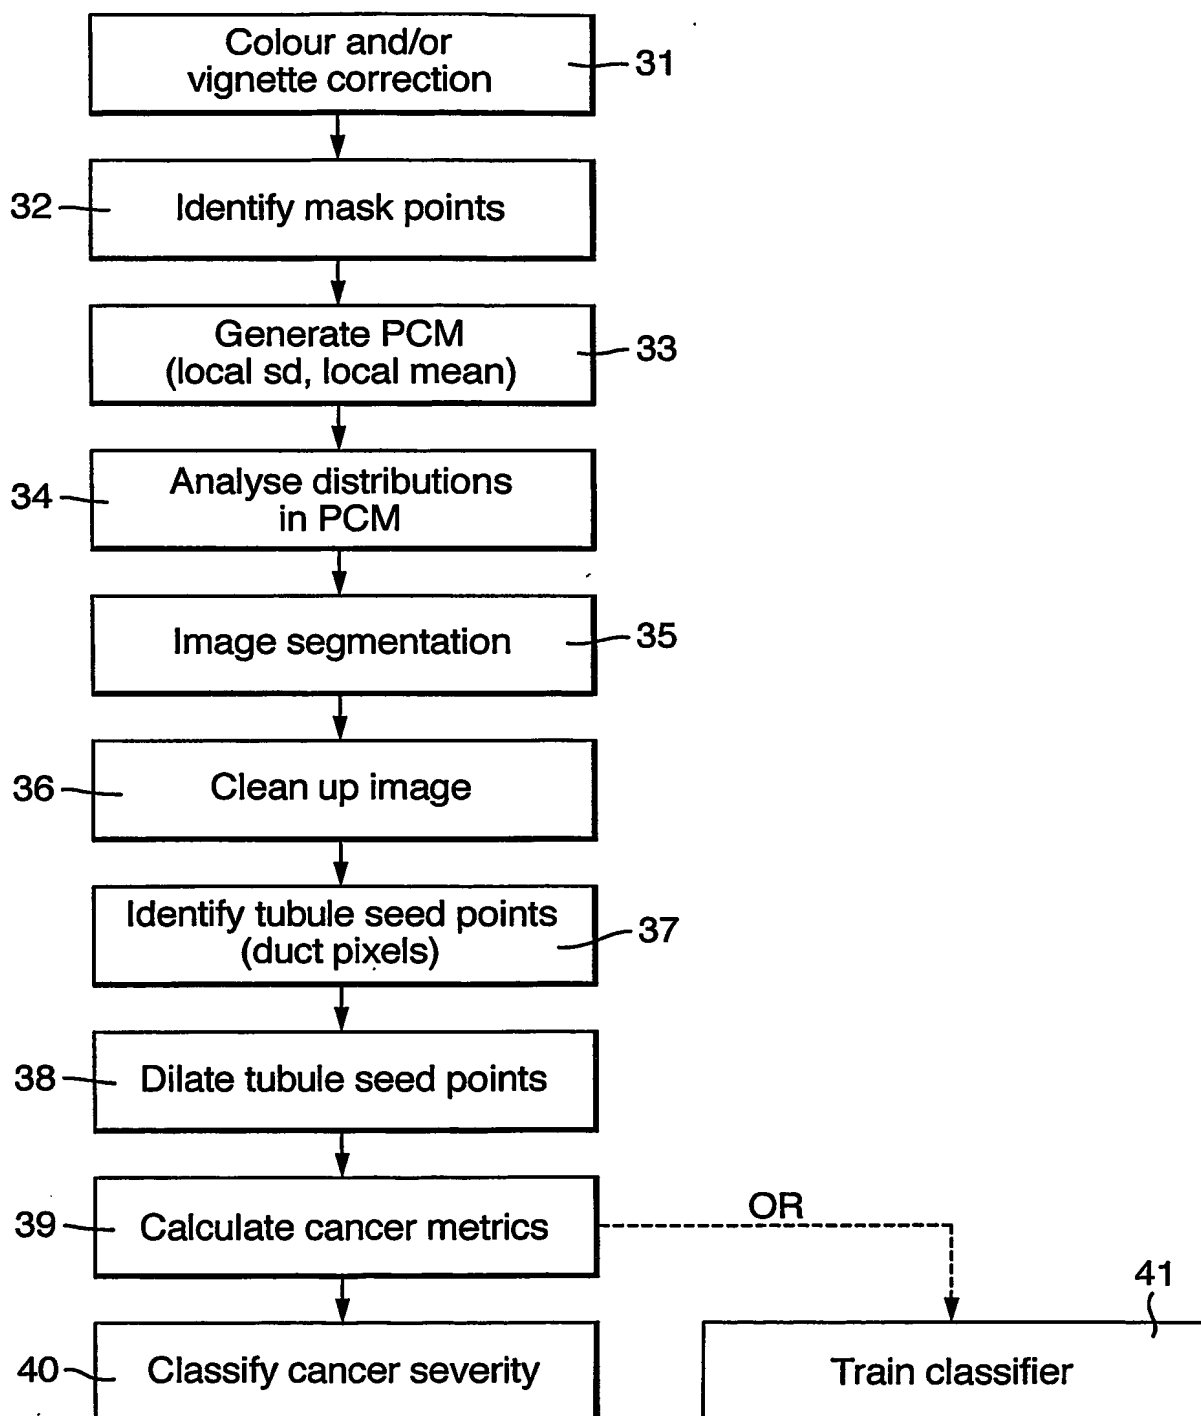 Colour and/or
vignette correction
31
32
Identify mask points
Generate PCM
(local sd, local mean)
33
34
Analyse distributions
in PCM
Image segmentation
35
36
Clean up image
Identify tubule seed points
(duct pixels)
37
38
Dilate tubule seed points
39
Calculate cancer metrics
OR
41
40
Classify cancer severity
Train classifier